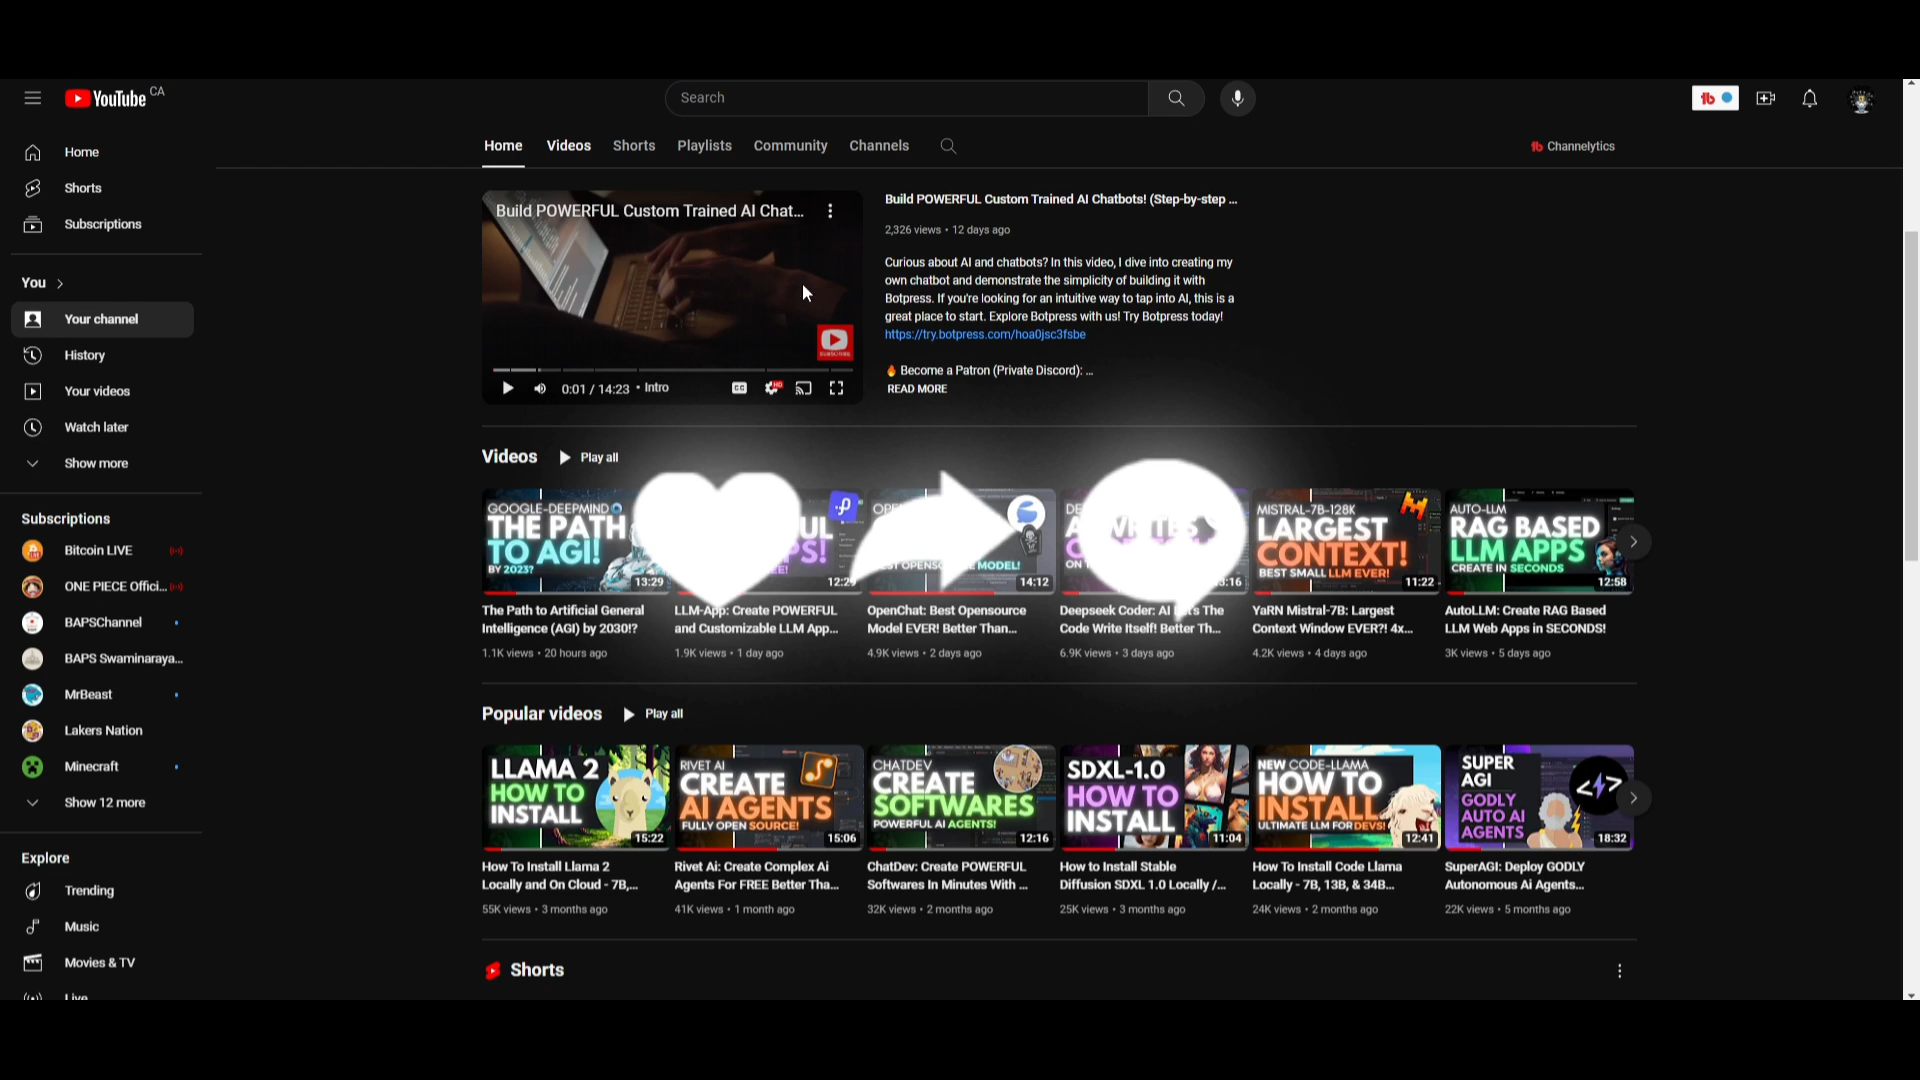 YouTube CA
Search
Home
Shorts
Subscriptions
You
Your channel
History
Your videos
Watch later
Show more
Subscriptions
Bitcoin LIVE
ONE PIECE Offici...
BAPSChannel
BAPS Swaminaraya...
MrBeast
Lakers Nation
Minecraft
Show 12 more
Explore
Trending
Music
Movies & TV
Live
Home Videos Shorts Playlists Community Channels
Channelytics
Build POWERFUL Custom Trained AI Chat...
SUBSCRIBE
0:01 / 14:23 • Intro
CC
HD
Build POWERFUL Custom Trained AI Chatbots! (Step-by-step ...
2,326 views • 12 days ago
Curious about AI and chatbots? In this video, I dive into creating my
own chatbot and demonstrate the simplicity of building it with
Botpress. If you're looking for an intuitive way to tap into AI, this is a
great place to start. Explore Botpress with us! Try Botpress today!
https://try.botpress.com/hoa0jsc3fsbe
Become a Patron (Private Discord): ...
READ MORE
Videos
Play all
GOOGLE-DEEPMIND
THE PATH
TO AGI!
BY 2023?
13:29
The Path to Artificial General
Intelligence (AGI) by 2030!?
1.1K views • 20 hours ago
LLM-App: Create POWERFUL
and Customizable LLM App...
1.9K views • 1 day ago
MODEL!
14:12
OpenChat: Best Opensource
Model EVER! Better Than...
4.9K views • 2 days ago
Deepseek Coder: AI The
Code Write Itself! Better Th...
6.9K views • 3 days ago
MISTRAL-7B-128K
LARGEST
CONTEXT!
BEST SMALL LLM EVER!
11:22
YaRN Mistral-7B: Largest
Context Window EVER?! 4x...
4.2K views • 4 days ago
AUTO-LLM
RAG BASED
LLM APPS
CREATE IN SECONDS
12:58
AutoLLM: Create RAG Based
LLM Web Apps in SECONDS!
3K views • 5 days ago
Popular videos
Play all
LLAMA 2
HOW TO
INSTALL
15:22
How To Install Llama 2
Locally and On Cloud - 7B,...
55K views • 3 months ago
RIVET AI
CREATE
AI AGENTS
FULLY OPEN SOURCE!
15:06
Rivet Ai: Create Complex Ai
Agents For FREE Better Tha...
41K views • 1 month ago
CHATDEV
CREATE
SOFTWARES
POWERFUL AI AGENTS!
12:16
ChatDev: Create POWERFUL
Softwares In Minutes With ...
32K views • 2 months ago
SDXL-1.0
HOW TO
INSTALL
11:04
How to Install Stable
Diffusion SDXL 1.0 Locally /...
25K views • 3 months ago
NEW CODE-LLAMA
HOW TO
INSTALL
ULTIMATE LLM FOR DEVS!
12:41
How To Install Code Llama
Locally - 7B, 13B, & 34B...
24K views • 2 months ago
SUPER
AGI
GODLY
AUTO AI
AGENTS
18:32
SuperAGI: Deploy GODLY
Autonomous Ai Agents...
22K views • 5 months ago
Shorts